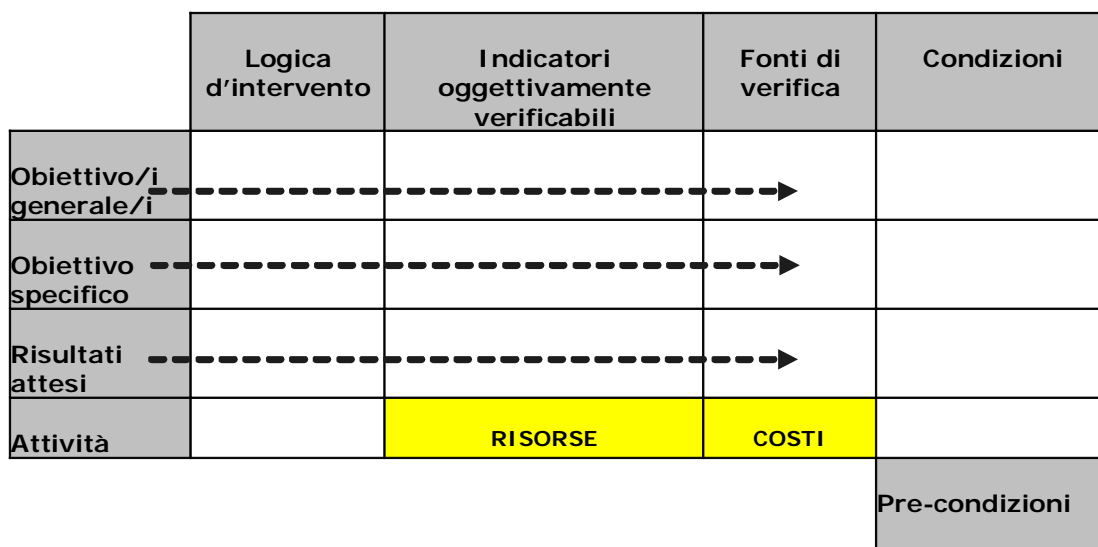 Logica
d'intervento
Indicatori
oggettivamente
verificabili
Fonti di
verifica
Condizioni
Obiettivo/i
generale/i
Obiettivo
specifico
Risultati
attesi
Attività
RISORSE
COSTI
Pre-condizioni